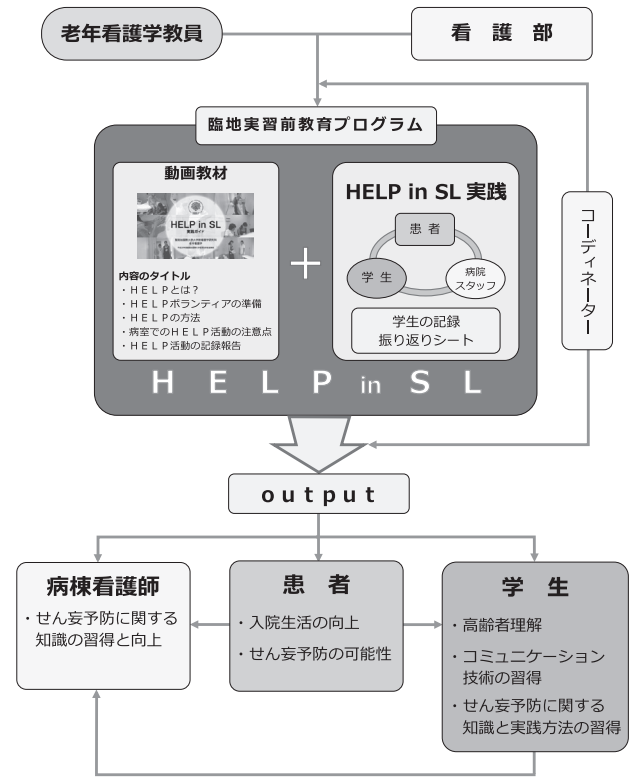 老年看護学教員
看護部
臨地実習前教育プログラム
動画教材
HELP in SL
実践ガイド
内容のタイトル
・ＨＥＬＰとは？
・ＨＥＬＰボランティアの準備
・ＨＥＬＰの方法
・病室でのＨＥＬＰ活動の注意点
・ＨＥＬＰ活動の記録報告
＋
HELP in SL 実践
患者
学生
病院
スタッフ
学生の記録
振り返りシート
HELP in SL
コーディネーター
output
病棟看護師
・せん妄予防に関する
知識の習得と向上
患者
・入院生活の向上
・せん妄予防の可能性
学生
・高齢者理解
・コミュニケーション
技術の習得
・せん妄予防に関する
知識と実践方法の習得